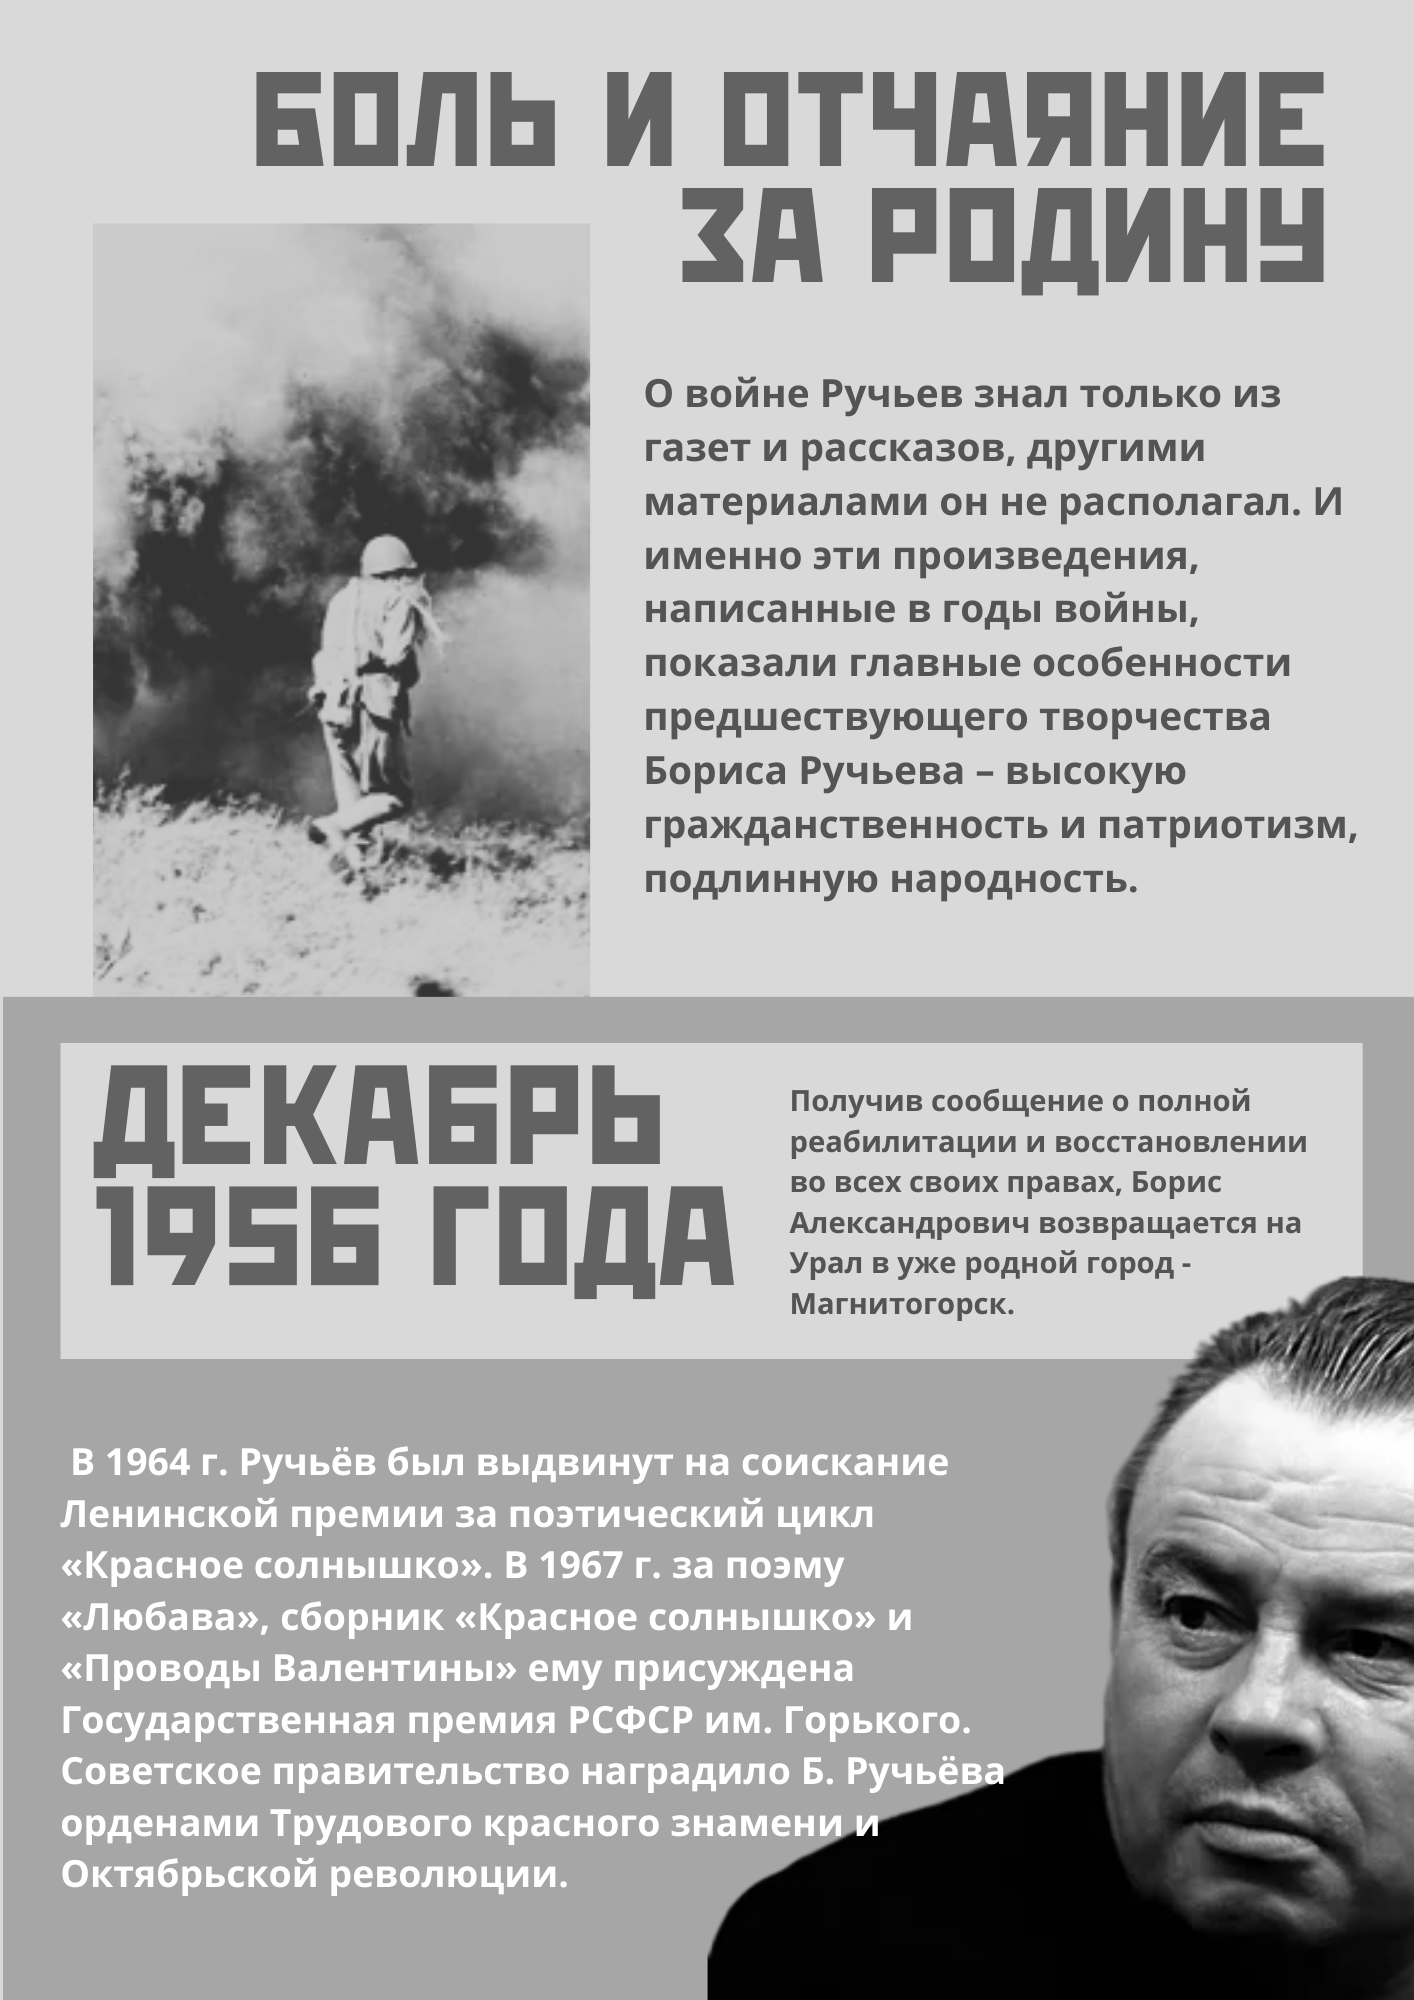 БОЛЬ И ОТЧАЯНИЕ
ЗА РОДИНУ
О войне Ручьев знал только из
газет и рассказов, другими
материалами он не располагал. И
именно эти произведения,
написанные в годы войны,
показали главные особенности
предшествующего творчества
Бориса Ручьева – высокую
гражданственность и патриотизм,
подлинную народность.
ДЕКАБРЬ
1956 ГОДА
Получив сообщение о полной
реабилитации и восстановлении
во всех своих правах, Борис
Александрович возвращается на
Урал в уже родной город -
Магнитогорск.
В 1964 г. Ручьёв был выдвинут на соискание
Ленинской премии за поэтический цикл
«Красное солнышко». В 1967 г. за поэму
«Любава», сборник «Красное солнышко» и
«Проводы Валентины» ему присуждена
Государственная премия РСФСР им. Горького.
Советское правительство наградило Б. Ручьёва
орденами Трудового красного знамени и
Октябрьской революции.